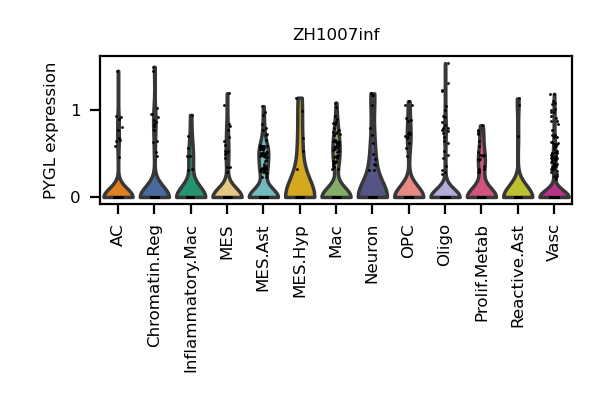 ZH1007inf
PYGL expression
1
0
AC
Chromatin.Reg
Inflammatory.Mac
MES
MES.Ast
MES.Hyp
Mac
Neuron
OPC
Oligo
Prolif.Metab
Reactive.Ast
Vasc